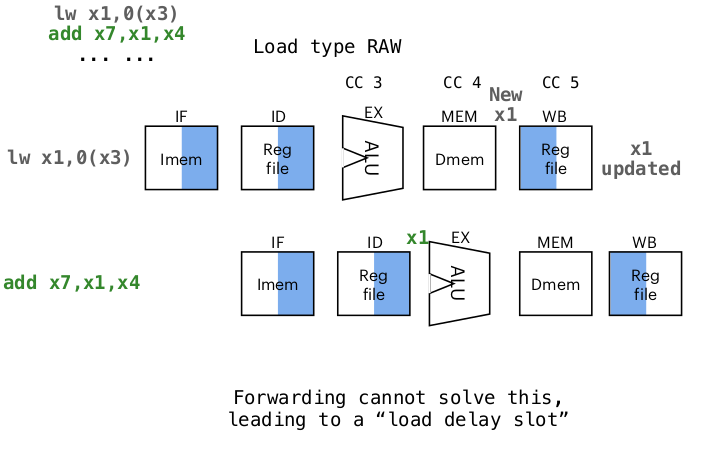 lw x1,0(x3)
add x7,x1,x4
... ...
Load type RAW
CC 3 CC 4 CC 5
New
x1
IF ID EX MEM WB
lw x1,0(x3)
Imem
Reg
file
ALU
Dmem
Reg
file
x1
updated
x1
IF ID EX MEM WB
add x7,x1,x4
Imem
Reg
file
ALU
Dmem
Reg
file
Forwarding cannot solve this,
leading to a “load delay slot”